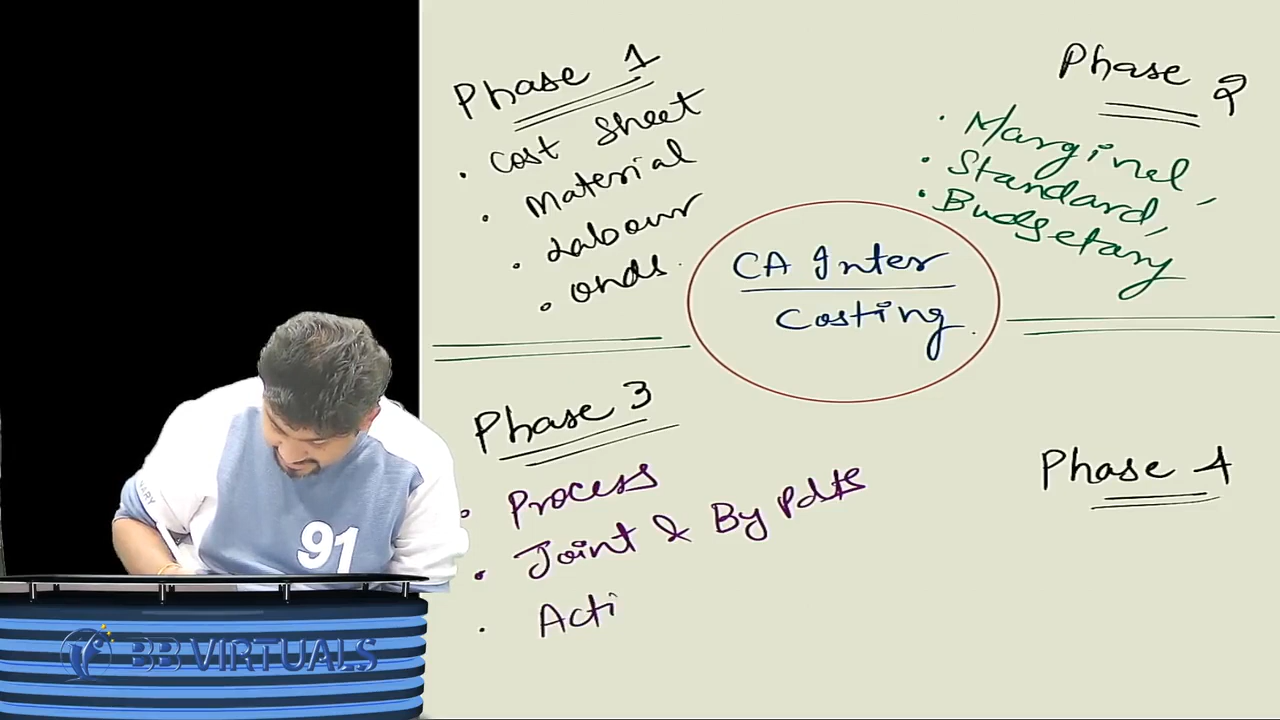 Phase 1
• Cost Sheet
• Material
• Labour
• OHDs.
Phase 2
• Marginal,
• Standard,
• Budgetary
CA Inter
Costing.
Phase 3
• Process
• Joint & By Pdts
• Acti
Phase 4
NARY
91
BB VIRTUALS